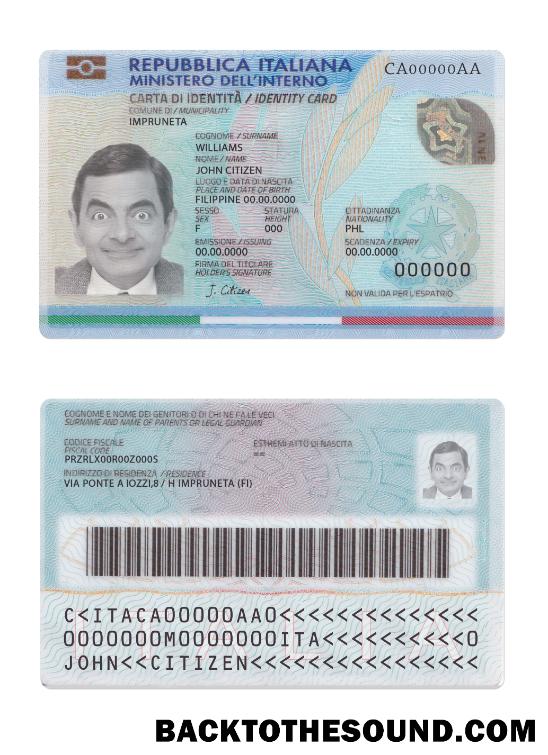 REPUBBLICA ITALIANA
MINISTERO DELL'INTERNO
CA00000AA
CARTA DI IDENTITÀ / IDENTITY CARD
COMUNE DI / MUNICIPALITY
IMPRUNETA
COGNOME / SURNAME
WILLIAMS
NOME / NAME
JOHN CITIZEN
LUOGO E DATA DI NASCITA
PLACE AND DATE OF BIRTH
FILIPPINE 00.00.0000
SESSO STATURA CITTADINANZA
SEX HEIGHT NATIONALITY
F 000 PHL
EMISSIONE / ISSUING SCADENZA / EXPIRY
00.00.0000 00.00.0000
FIRMA DEL TITOLARE
HOLDER'S SIGNATURE
000000
J. Citizen
NON VALIDA PER L'ESPATRIO
COGNOME E NOME DEI GENITORI O DI CHI NE FA LE VECI
SURNAME AND NAME OF PARENTS OR LEGAL GUARDIAN
CODICE FISCALE ESTREMI ATTO DI NASCITA
FISCAL CODE
PRZRLX00R00Z000S
INDIRIZZO DI RESIDENZA / RESIDENCE
VIA PONTE A IOZZI,8 / H IMPRUNETA (FI)
C<ITACA00000AA0<<<<<<<<<<<<<<<
0000000M0000000ITA<<<<<<<<<<<0
JOHN<<CITIZEN<<<<<<<<<<<<<<<<<
BACKTOTHESOUND.COM